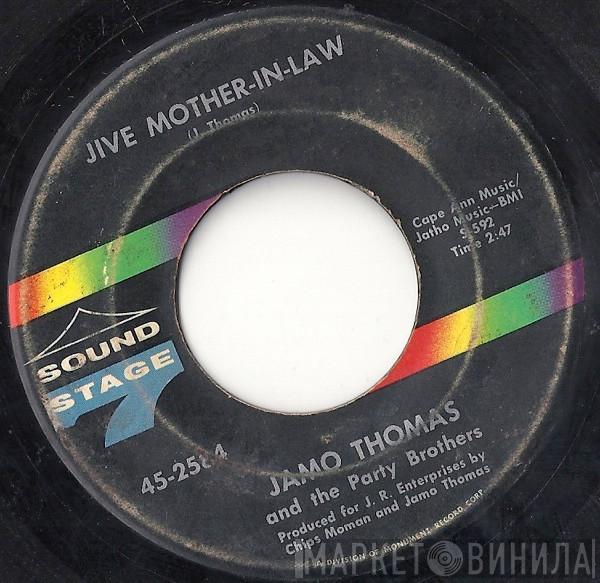 JIVE MOTHER-IN-LAW
(J. Thomas)
Cape Ann Music/
Jatho Music—BMI
S-592
Time 2:47
SOUND
STAGE
7
JAMO THOMAS
and the Party Brothers
Produced for J. R. Enterprises by
Chips Moman and Jamo Thomas
A DIVISION OF MONUMENT RECORD CORP.
МАРКЕТ ВИНИЛА